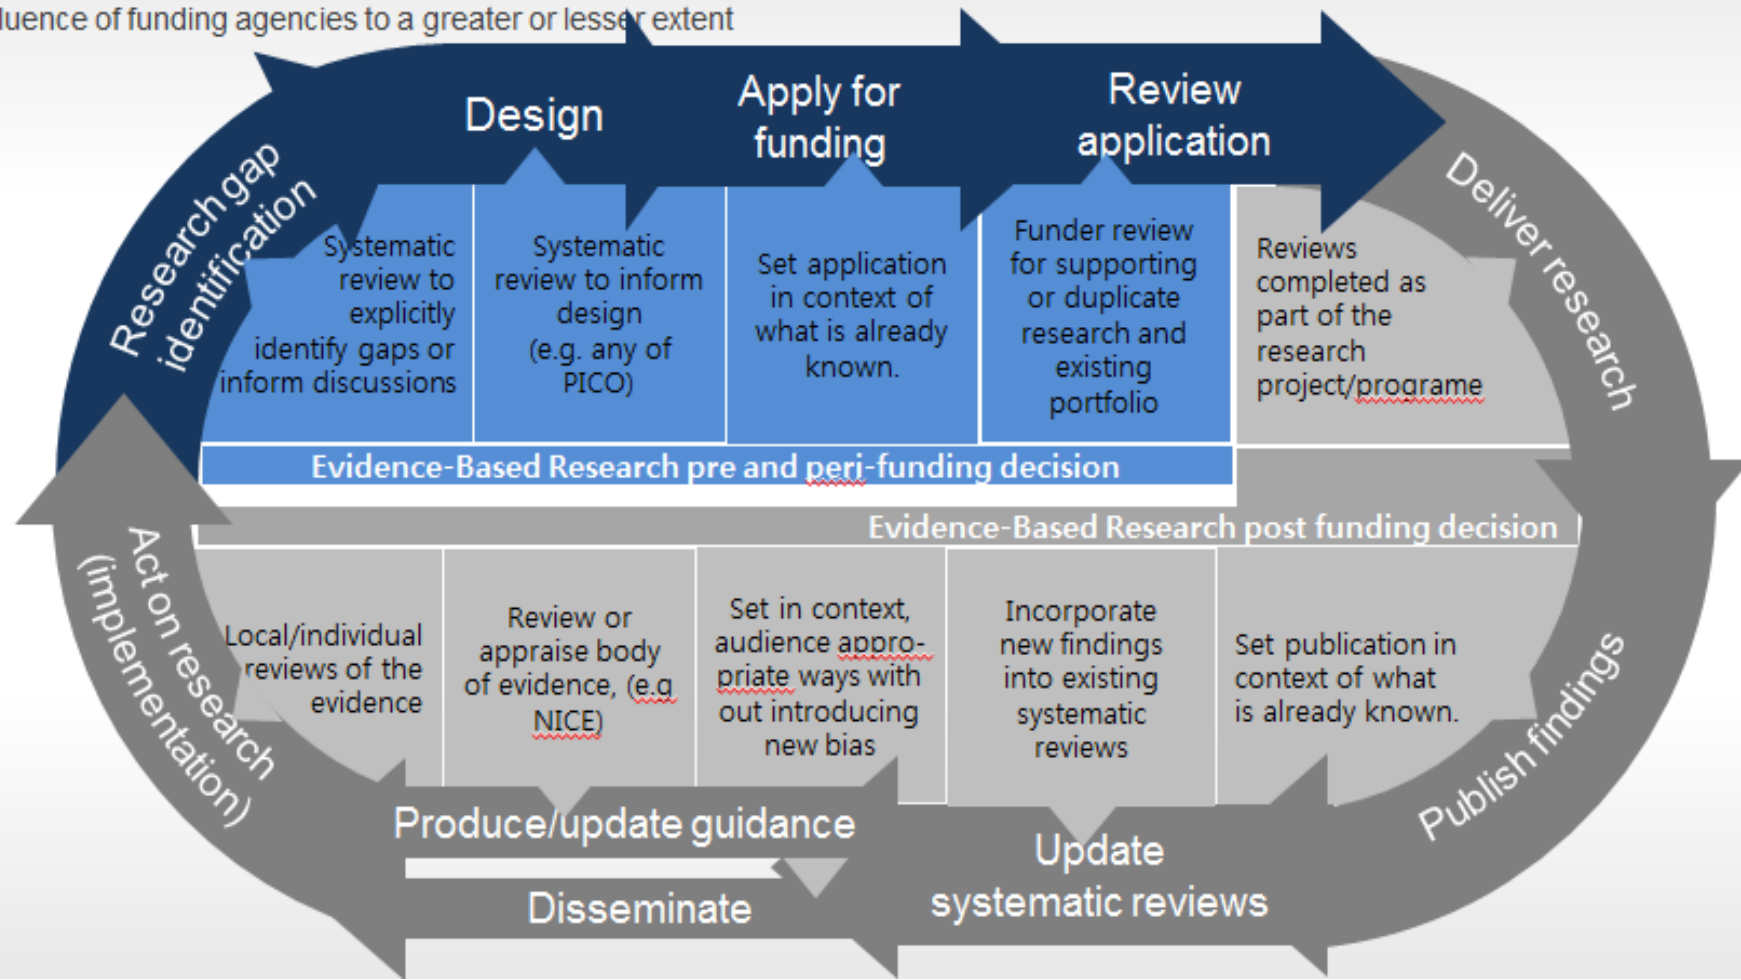 of funding agencies to a greater or lesser extent
Research gap
identification
Design
Apply for
funding
Review
application
Deliver research
Systematic
review to
explicitly
identify gaps or
inform discussions
Systematic
review to inform
design
(e.g. any of
PICO)
Set application
in context of
what is already
known.
Funder review
for supporting
or duplicate
research and
existing
portfolio
Reviews
completed as
part of the
research
project/programe
Evidence-Based Research pre and peri-funding decision
Evidence-Based Research post funding decision
Act on research
(implementation)
Local/individual
reviews of the
evidence
Review or
appraise body
of evidence, (e.g
NICE)
Set in context,
audience appro-
priate ways with
out introducing
new bias
Incorporate
new findings
into existing
systematic
reviews
Set publication in
context of what
is already known.
Publish findings
Produce/update guidance
Disseminate
Update
systematic reviews